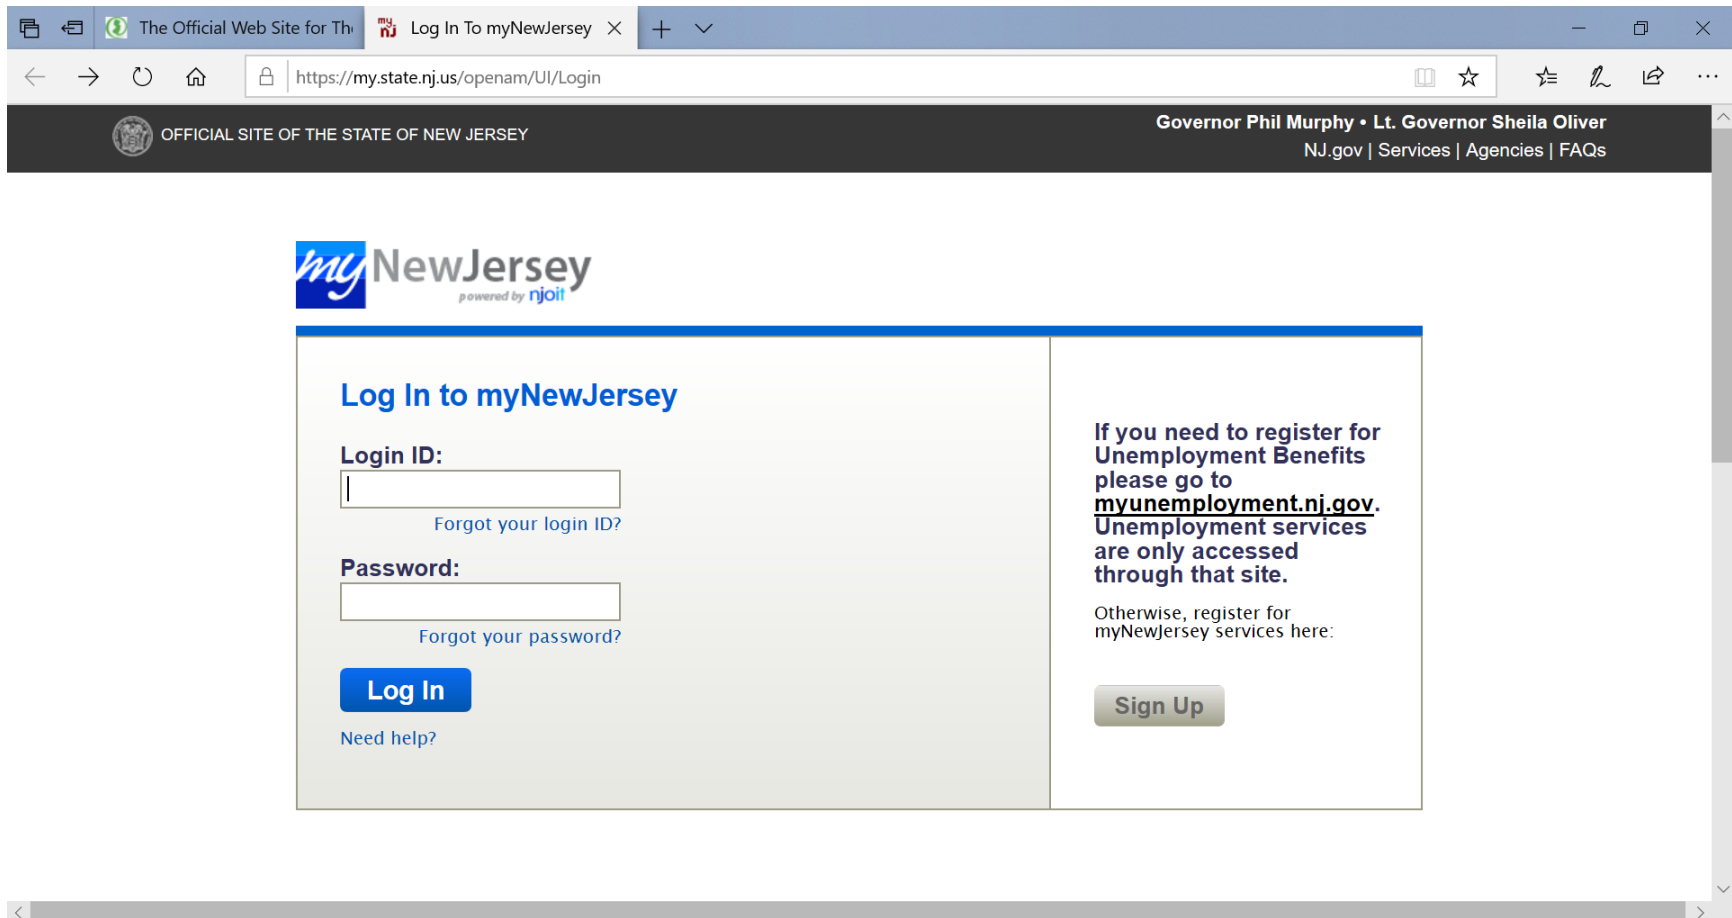 The Official Web Site for Th
my nj Log In To myNewJersey
https://my.state.nj.us/openam/UI/Login
OFFICIAL SITE OF THE STATE OF NEW JERSEY
Governor Phil Murphy • Lt. Governor Sheila Oliver
NJ.gov | Services | Agencies | FAQs
my NewJersey
powered by njoit
Log In to myNewJersey
Login ID:
Forgot your login ID?
Password:
Forgot your password?
Log In
Need help?
If you need to register for
Unemployment Benefits
please go to
myunemployment.nj.gov.
Unemployment services
are only accessed
through that site.
Otherwise, register for
myNewJersey services here:
Sign Up